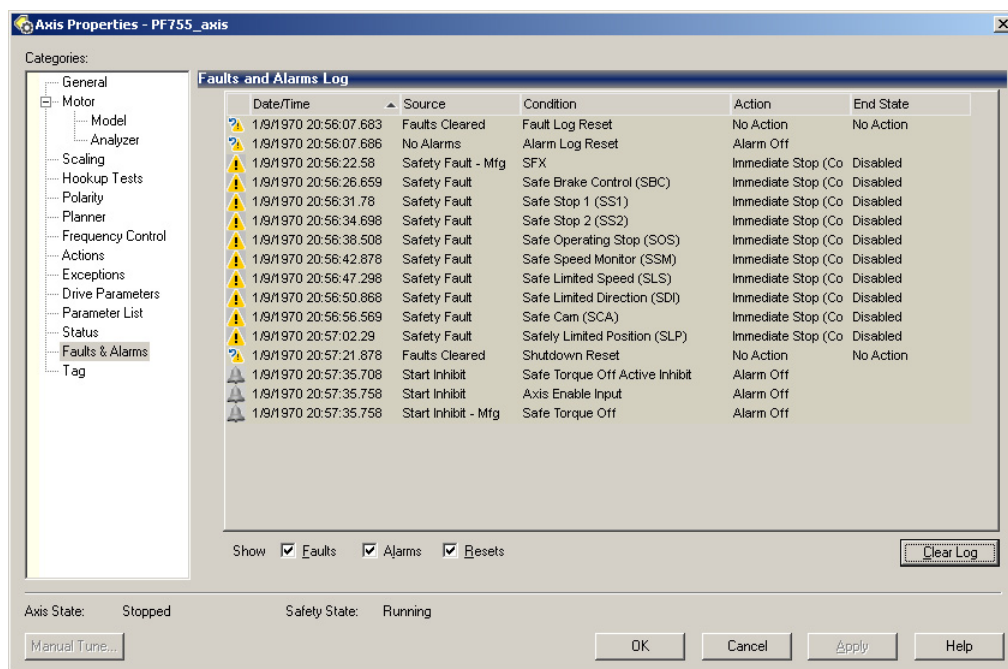 Axis Properties - PF755_axis
Categories:
General
Motor
Model
Analyzer
Scaling
Hookup Tests
Polarity
Planner
Frequency Control
Actions
Exceptions
Drive Parameters
Parameter List
Status
Faults & Alarms
Tag
Faults and Alarms Log
Date/Time Source Condition Action End State
1/9/1970 20:56:07.683 Faults Cleared Fault Log Reset No Action No Action
1/9/1970 20:56:07.686 No Alarms Alarm Log Reset Alarm Off
1/9/1970 20:56:22.58 Safety Fault - Mfg SFX Immediate Stop (Co Disabled
1/9/1970 20:56:26.659 Safety Fault Safe Brake Control (SBC) Immediate Stop (Co Disabled
1/9/1970 20:56:31.78 Safety Fault Safe Stop 1 (SS1) Immediate Stop (Co Disabled
1/9/1970 20:56:34.698 Safety Fault Safe Stop 2 (SS2) Immediate Stop (Co Disabled
1/9/1970 20:56:38.508 Safety Fault Safe Operating Stop (SOS) Immediate Stop (Co Disabled
1/9/1970 20:56:42.878 Safety Fault Safe Speed Monitor (SSM) Immediate Stop (Co Disabled
1/9/1970 20:56:47.298 Safety Fault Safe Limited Speed (SLS) Immediate Stop (Co Disabled
1/9/1970 20:56:50.868 Safety Fault Safe Limited Direction (SDI) Immediate Stop (Co Disabled
1/9/1970 20:56:56.569 Safety Fault Safe Cam (SCA) Immediate Stop (Co Disabled
1/9/1970 20:57:02.29 Safety Fault Safely Limited Position (SLP) Immediate Stop (Co Disabled
1/9/1970 20:57:21.878 Faults Cleared Shutdown Reset No Action No Action
1/9/1970 20:57:35.708 Start Inhibit Safe Torque Off Active Inhibit Alarm Off
1/9/1970 20:57:35.758 Start Inhibit Axis Enable Input Alarm Off
1/9/1970 20:57:35.758 Start Inhibit - Mfg Safe Torque Off Alarm Off
Show Faults Alarms Resets Clear Log
Axis State: Stopped Safety State: Running
Manual Tune... OK Cancel Apply Help